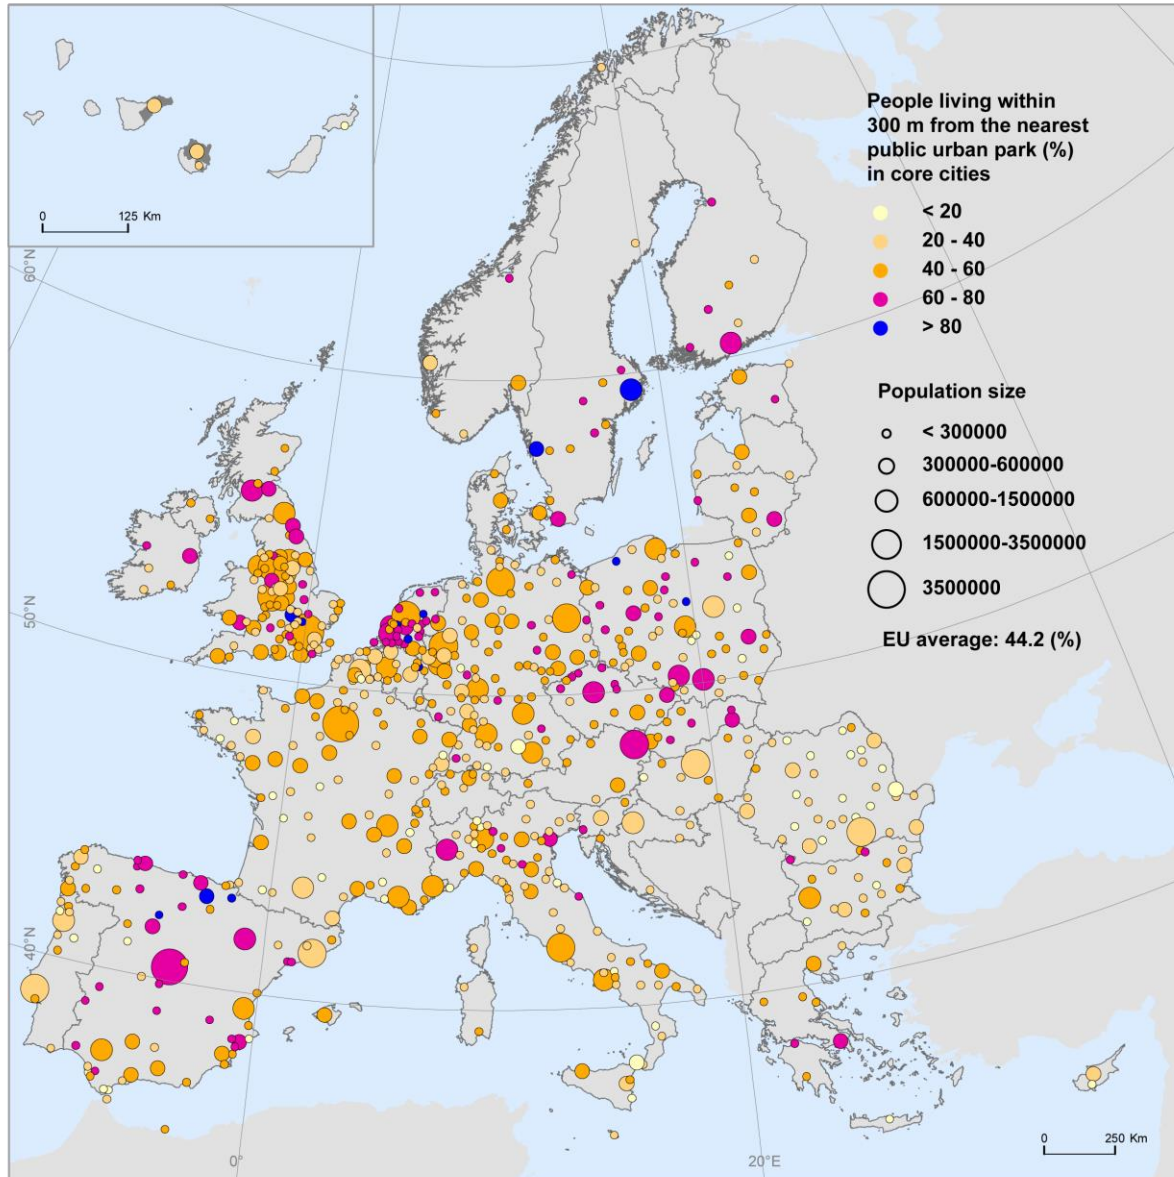 0 125 Km
People living within
300 m from the nearest
public urban park (%)
in core cities
< 20
20 - 40
40 - 60
60 - 80
> 80
Population size
< 300000
300000-600000
600000-1500000
1500000-3500000
3500000
EU average: 44.2 (%)
60°N
50°N
40°N
0°
20°E
0 250 Km